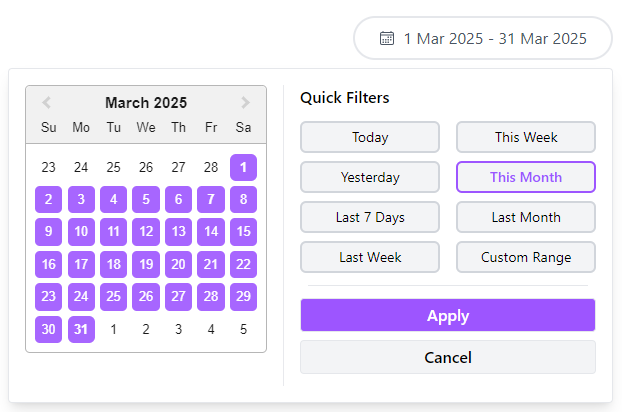 1 Mar 2025 - 31 Mar 2025
March 2025
Su Mo Tu We Th Fr Sa
23 24 25 26 27 28 1
2 3 4 5 6 7 8
9 10 11 12 13 14 15
16 17 18 19 20 21 22
23 24 25 26 27 28 29
30 31 1 2 3 4 5
Quick Filters
Today This Week
Yesterday This Month
Last 7 Days Last Month
Last Week Custom Range
Apply
Cancel